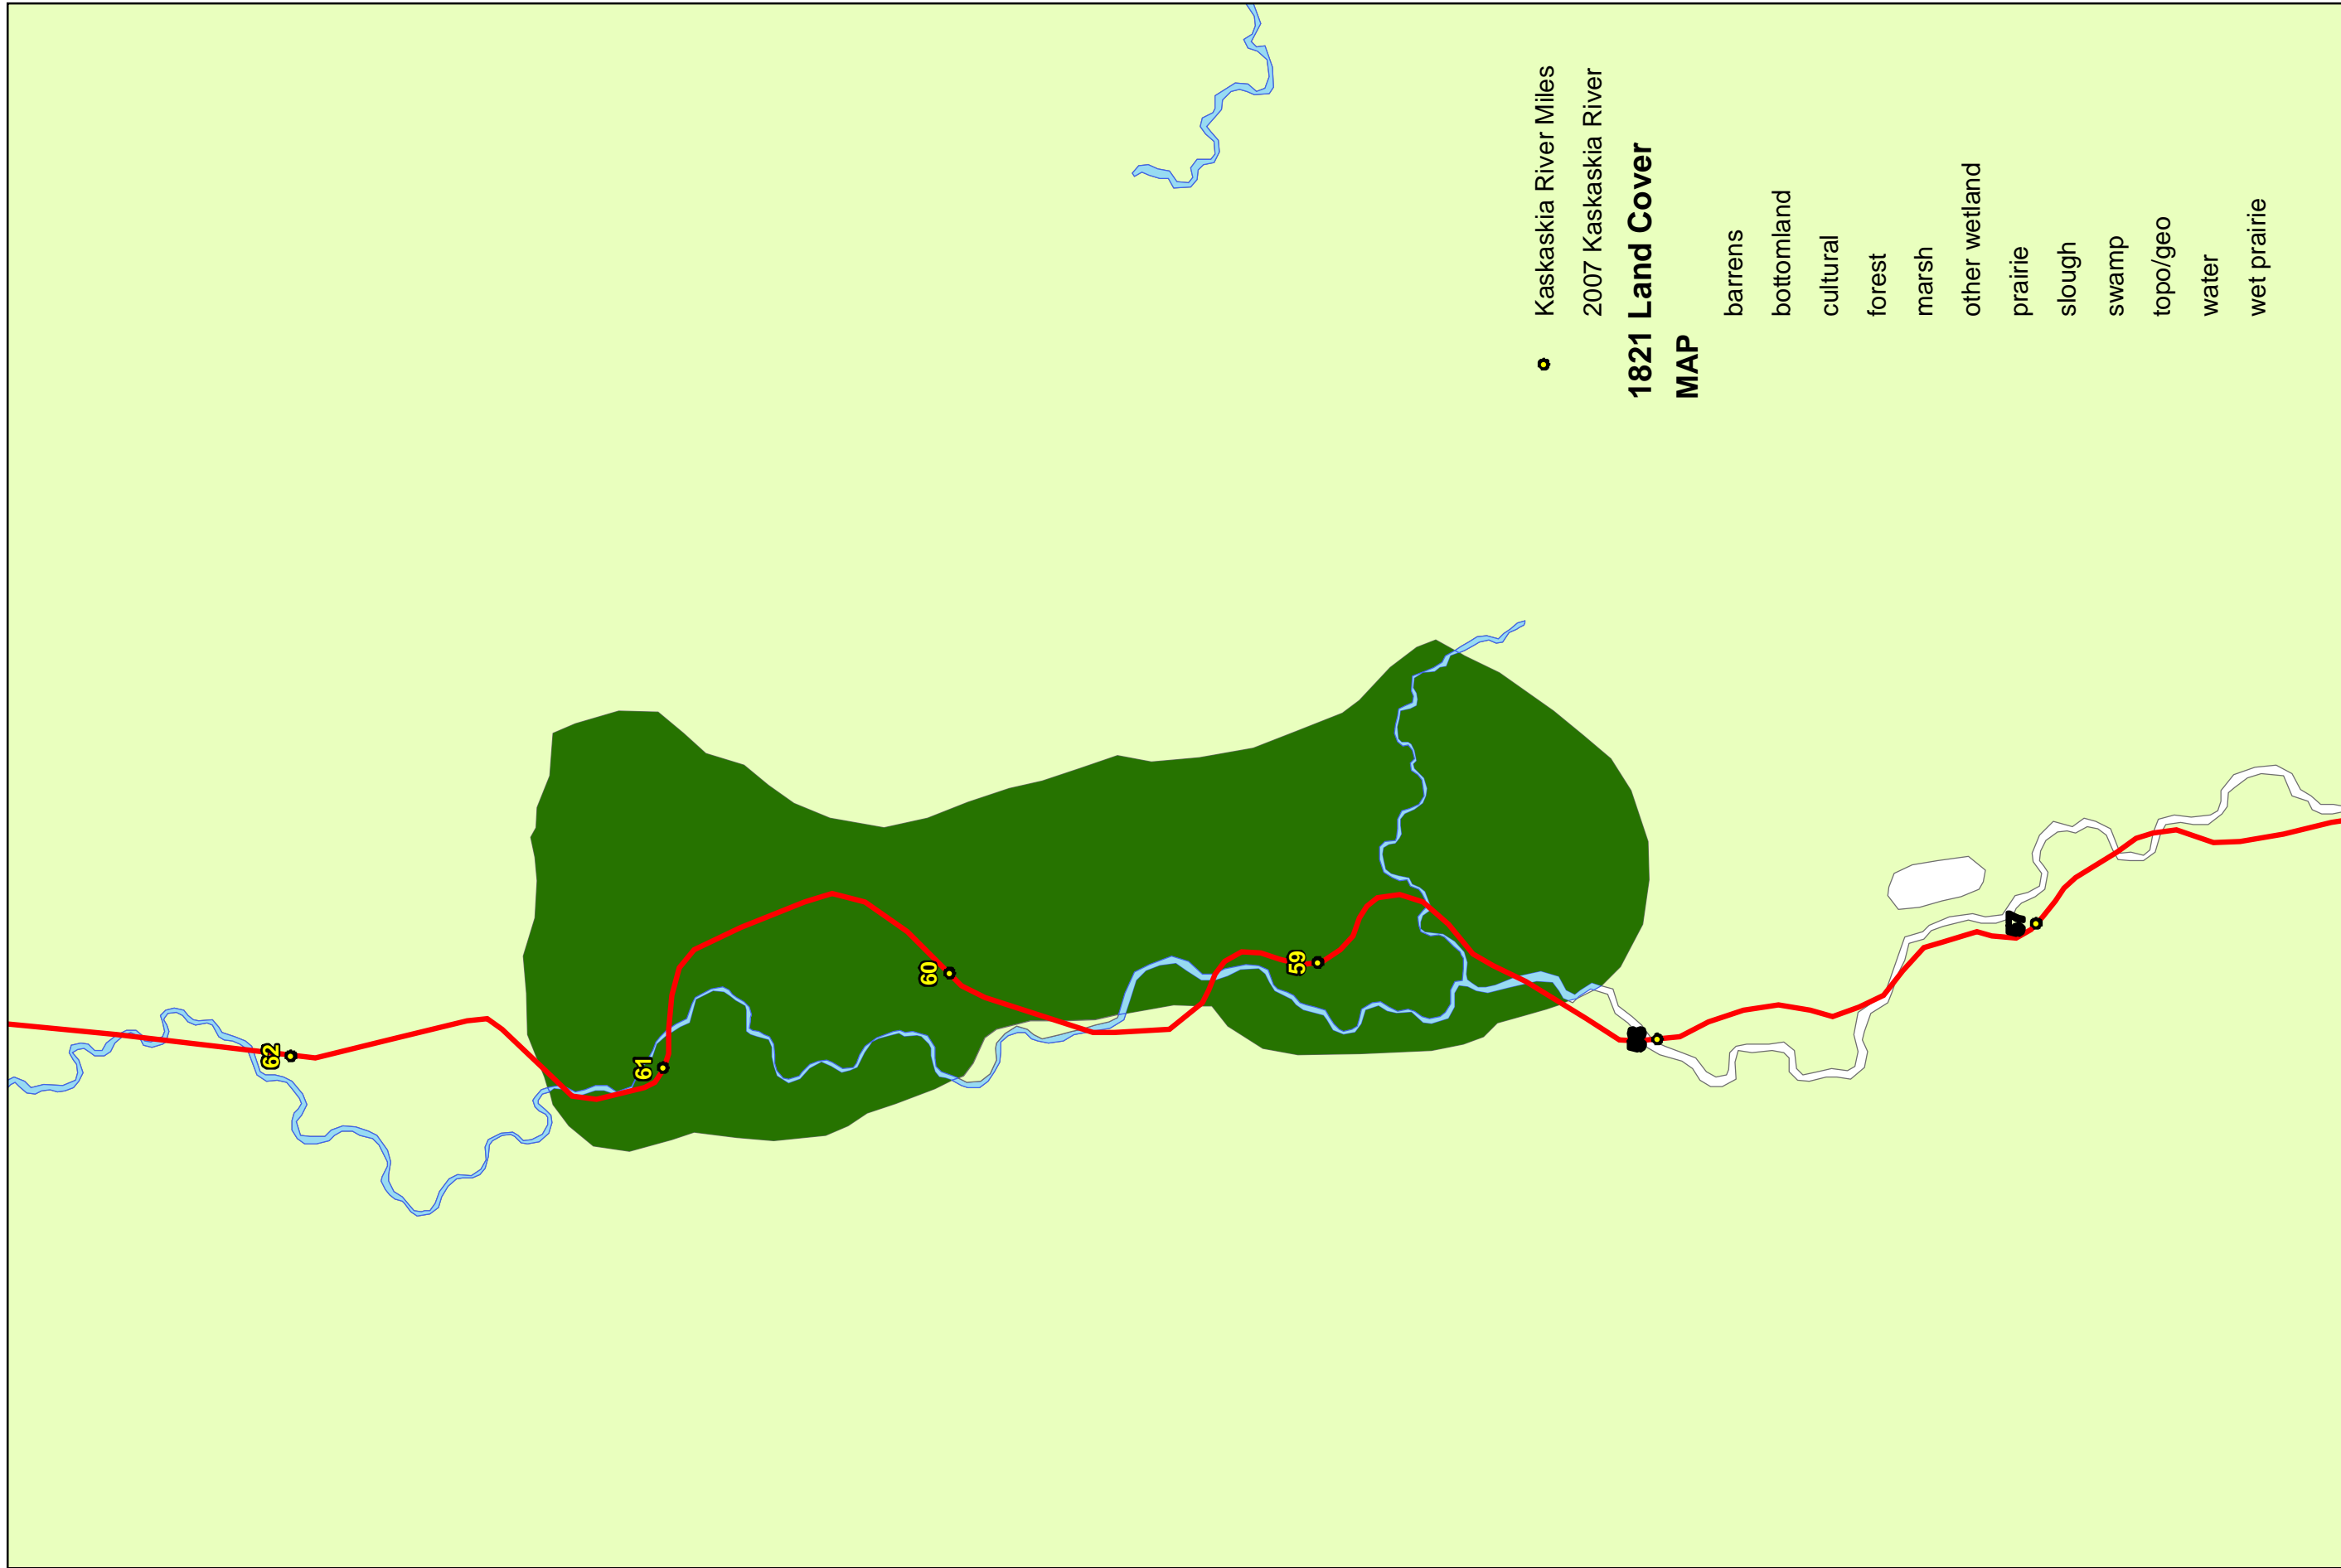 Kaskaskia River Miles
2007 Kaskaskia River
1821 Land Cover
MAP
barrens
bottomland
cultural
forest
marsh
other wetland
prairie
slough
swamp
topo/geo
water
wet prairie
62
61
60
59